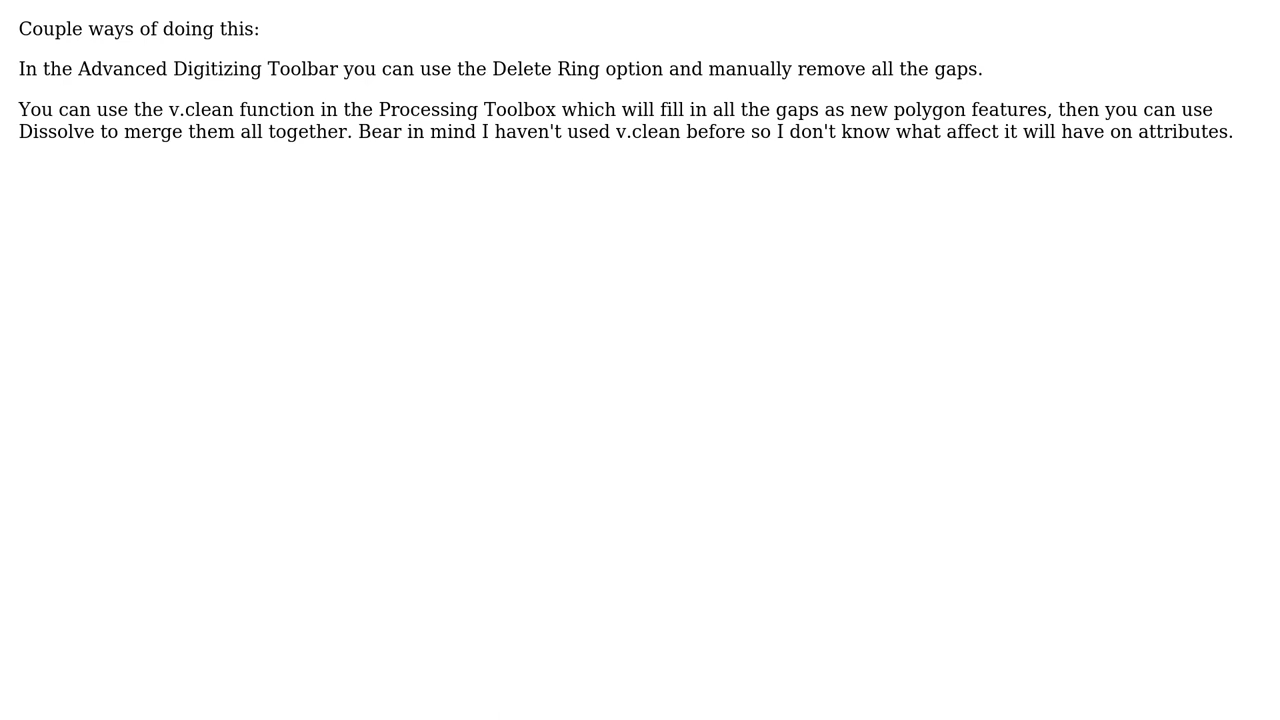 Couple ways of doing this:
In the Advanced Digitizing Toolbar you can use the Delete Ring option and manually remove all the gaps.
You can use the v.clean function in the Processing Toolbox which will fill in all the gaps as new polygon features, then you can use
Dissolve to merge them all together. Bear in mind I haven't used v.clean before so I don't know what affect it will have on attributes.